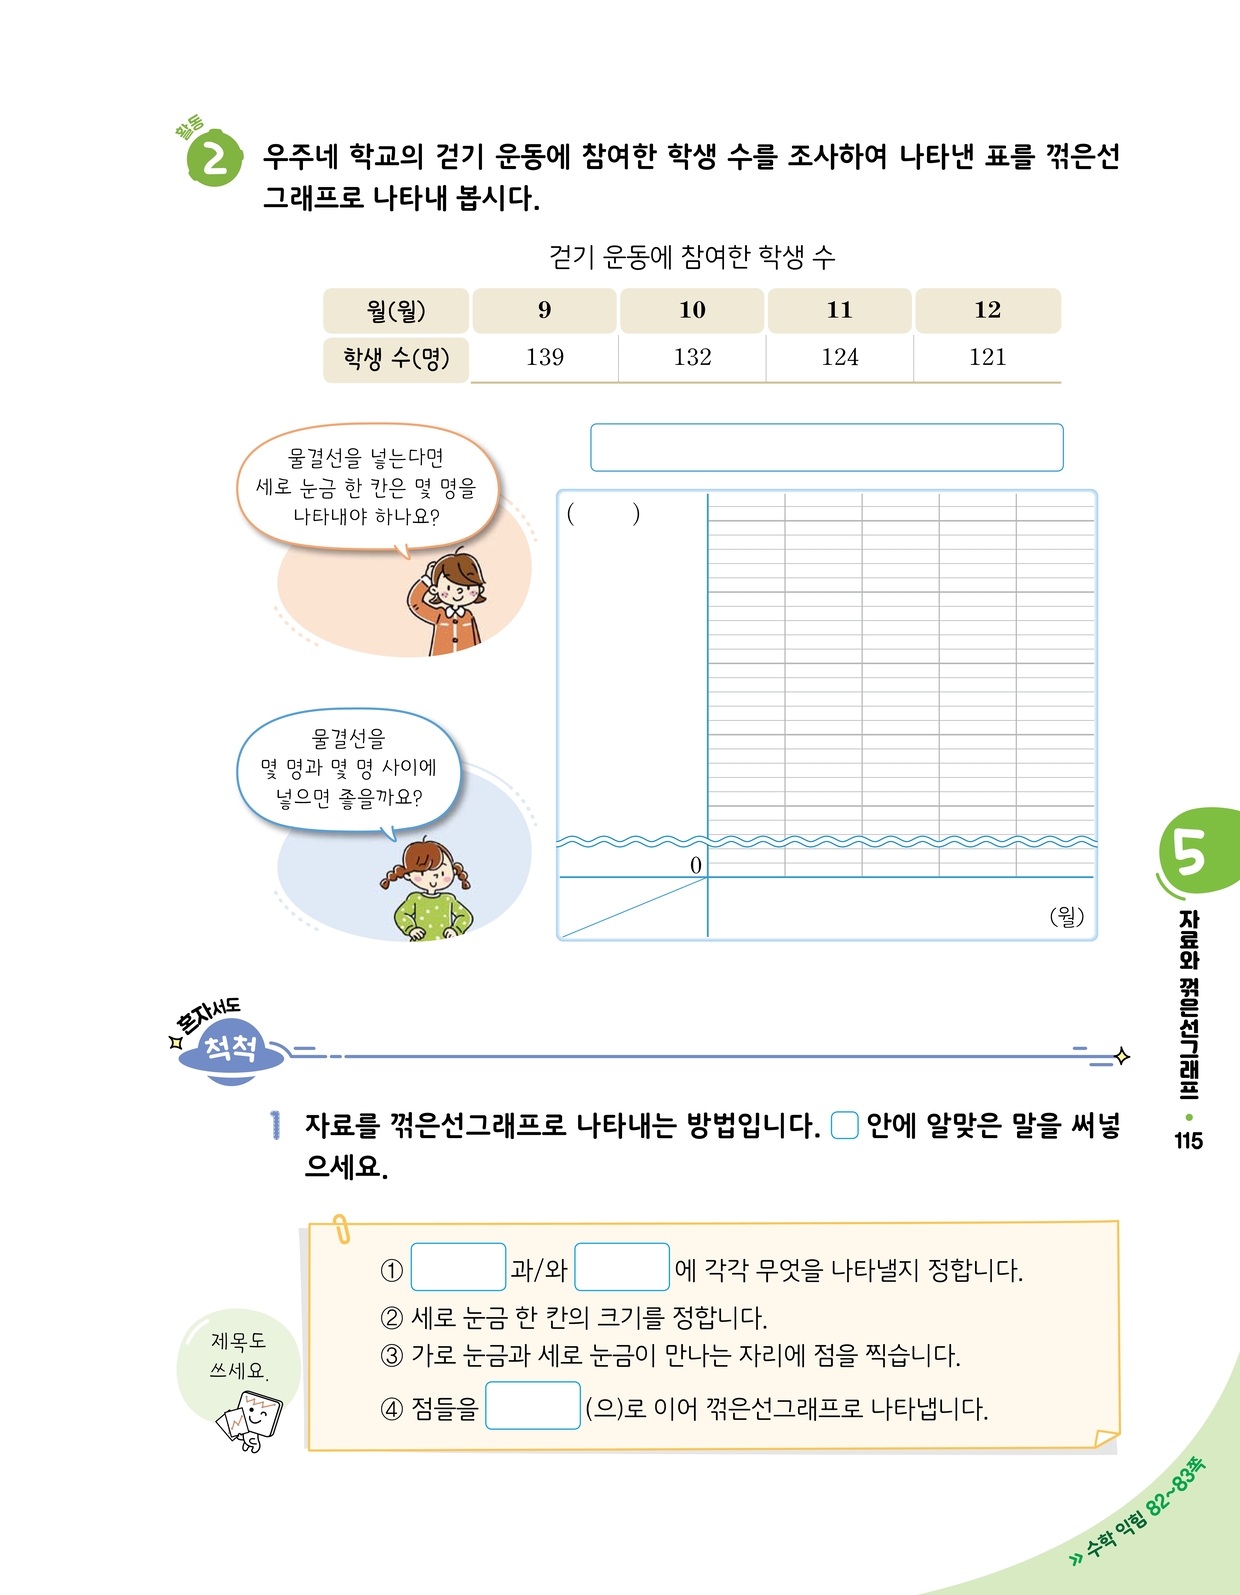 활동
2
우주네 학교의 걷기 운동에 참여한 학생 수를 조사하여 나타낸 표를 꺾은선
그래프로 나타내 봅시다.
걷기 운동에 참여한 학생 수
월(월) 9 10 11 12
학생 수(명) 139 132 124 121
물결선을 넣는다면
세로 눈금 한 칸은 몇 명을
나타내야 하나요?
( )
물결선을
몇 명과 몇 명 사이에
넣으면 좋을까요?
0
(월)
5
자료와 꺾은선그래프
115
혼자서도
척척
1 자료를 꺾은선그래프로 나타내는 방법입니다. □ 안에 알맞은 말을 써넣
으세요.
① 과/와 에 각각 무엇을 나타낼지 정합니다.
② 세로 눈금 한 칸의 크기를 정합니다.
③ 가로 눈금과 세로 눈금이 만나는 자리에 점을 찍습니다.
④ 점들을 (으)로 이어 꺾은선그래프로 나타냅니다.
제목도
쓰세요.
» 수학 익힘 82~83쪽